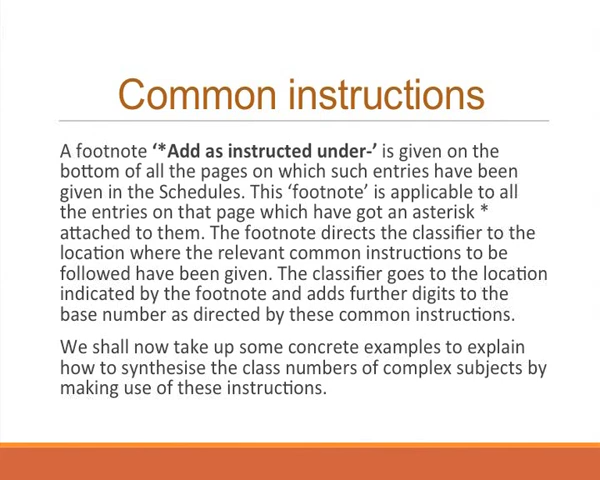 Common instructions
A footnote ‘*Add as instructed under-’ is given on the
bottom of all the pages on which such entries have been
given in the Schedules. This ‘footnote’ is applicable to all
the entries on that page which have got an asterisk *
attached to them. The footnote directs the classifier to the
location where the relevant common instructions to be
followed have been given. The classifier goes to the location
indicated by the footnote and adds further digits to the
base number as directed by these common instructions.
We shall now take up some concrete examples to explain
how to synthesise the class numbers of complex subjects by
making use of these instructions.